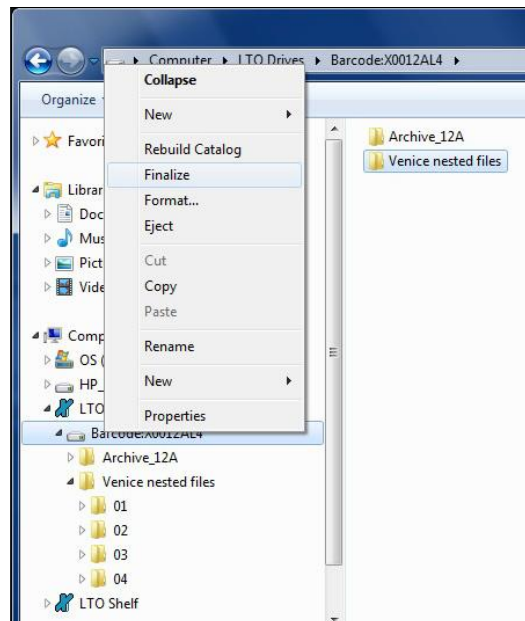 Computer ▸ LTO Drives ▸ Barcode:X0012AL4 ▸
Organize
Collapse
New
Rebuild Catalog
Finalize
Format...
Eject
Cut
Copy
Paste
Rename
New
Properties
Favori
Librar
Doc
Mus
Pict
Vide
Comp
OS (
HP_
LTO
Barcode:X0012AL4
Archive_12A
Venice nested files
01
02
03
04
LTO Shelf
Archive_12A
Venice nested files